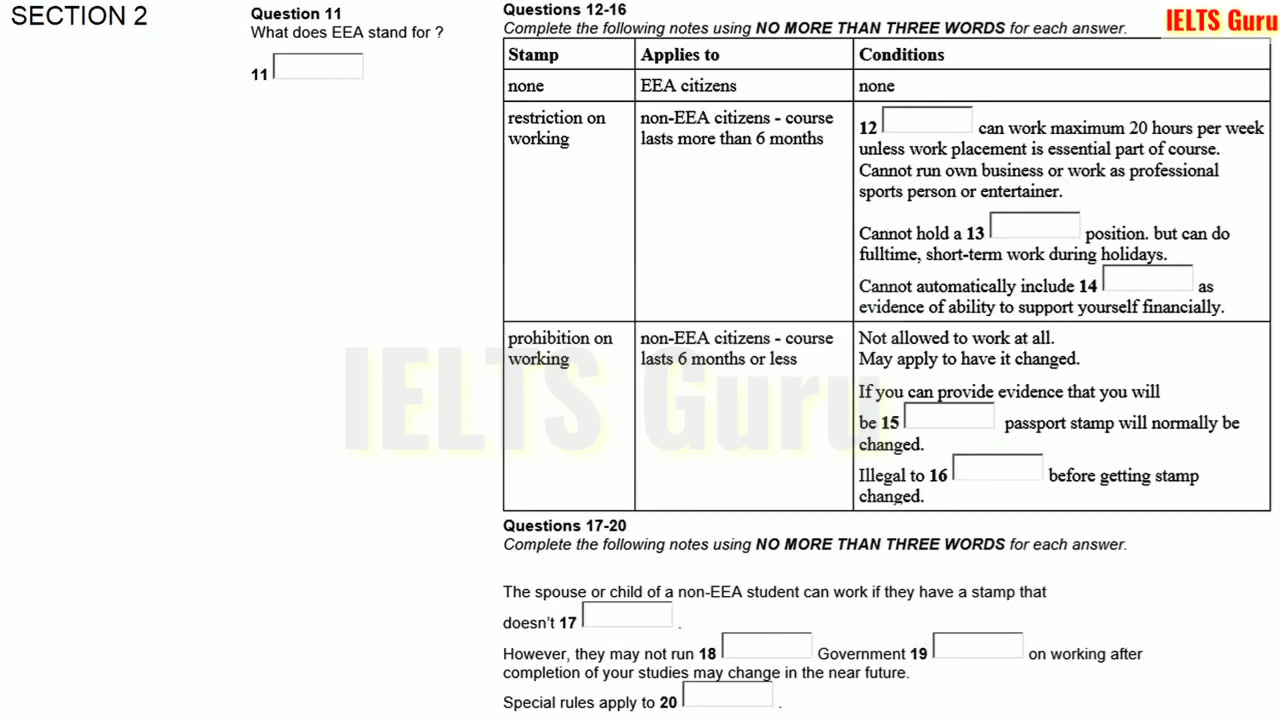 SECTION 2
Question 11
What does EEA stand for ?
11
Questions 12-16
Complete the following notes using NO MORE THAN THREE WORDS for each answer.
IELTS Guru
Stamp Applies to Conditions
none EEA citizens none
restriction on
working
non-EEA citizens - course
lasts more than 6 months
12 can work maximum 20 hours per week
unless work placement is essential part of course.
Cannot run own business or work as professional
sports person or entertainer.
Cannot hold a 13 position. but can do
fulltime, short-term work during holidays.
Cannot automatically include 14 as
evidence of ability to support yourself financially.
prohibition on
working
non-EEA citizens - course
lasts 6 months or less
Not allowed to work at all.
May apply to have it changed.
If you can provide evidence that you will
be 15 passport stamp will normally be
changed.
Illegal to 16 before getting stamp
changed.
IELTS Guru
Questions 17-20
Complete the following notes using NO MORE THAN THREE WORDS for each answer.
The spouse or child of a non-EEA student can work if they have a stamp that
doesn't 17 .
However, they may not run 18 Government 19 on working after
completion of your studies may change in the near future.
Special rules apply to 20 .